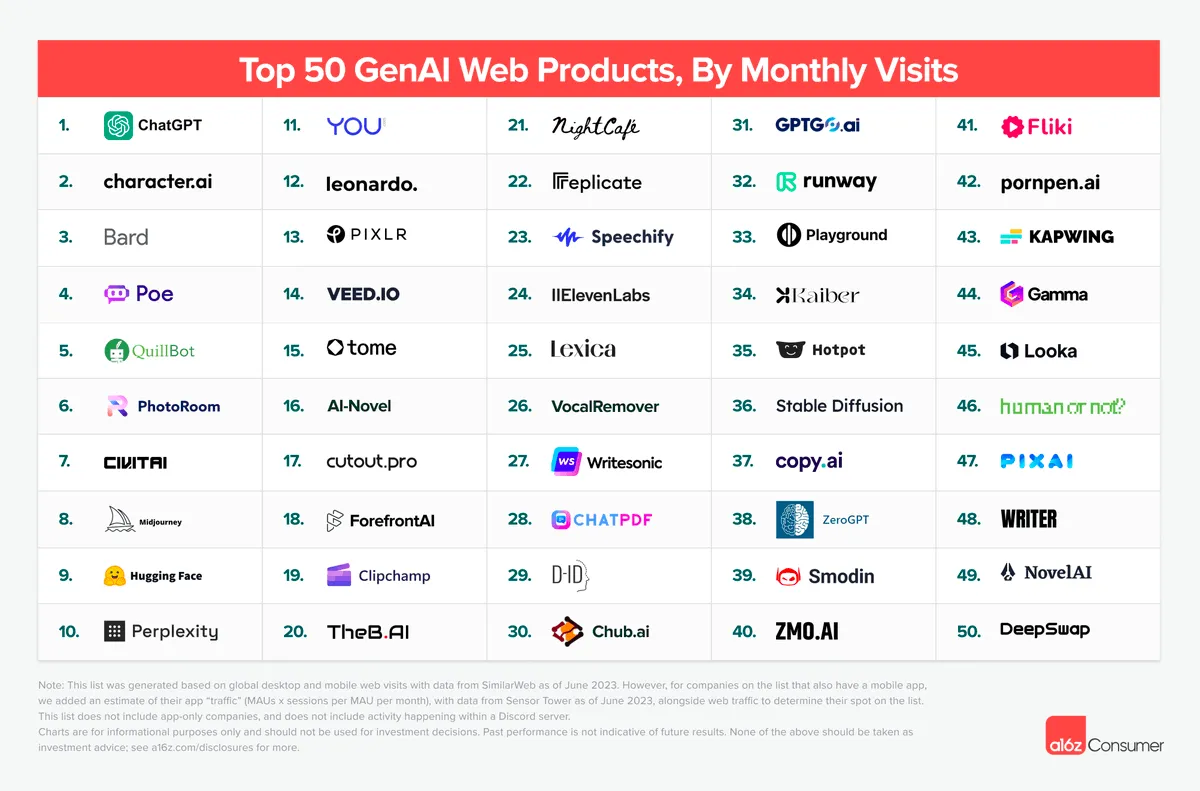 Top 50 GenAI Web Products, By Monthly Visits
1. ChatGPT
2. character.ai
3. Bard
4. Poe
5. QuillBot
6. PhotoRoom
7. CIVITAI
8. Midjourney
9. Hugging Face
10. Perplexity
11. YOU
12. leonardo.
13. PIXLR
14. VEED.IO
15. tome
16. AI-Novel
17. cutout.pro
18. ForefrontAI
19. Clipchamp
20. TheB.AI
21. NightCafé
22. replicate
23. Speechify
24. IIElevenLabs
25. Lexica
26. VocalRemover
27. WS Writesonic
28. CHATPDF
29. D-ID
30. Chub.ai
31. GPTGO.ai
32. runway
33. Playground
34. Kaiber
35. Hotpot
36. Stable Diffusion
37. copy.ai
38. ZeroGPT
39. Smodin
40. ZMO.AI
41. Fliki
42. pornpen.ai
43. KAPWING
44. Gamma
45. Looka
46. human or not?
47. PIXAI
48. WRITER
49. NovelAI
50. DeepSwap
Note: This list was generated based on global desktop and mobile web visits with data from SimilarWeb as of June 2023. However, for companies on the list that also have a mobile app,
we added an estimate of their app “traffic” (MAUs x sessions per MAU per month), with data from Sensor Tower as of June 2023, alongside web traffic to determine their spot on the list.
This list does not include app-only companies, and does not include activity happening within a Discord server.
Charts are for informational purposes only and should not be used for investment decisions. Past performance is not indicative of future results. None of the above should be taken as
investment advice; see a16z.com/disclosures for more.
a16z Consumer